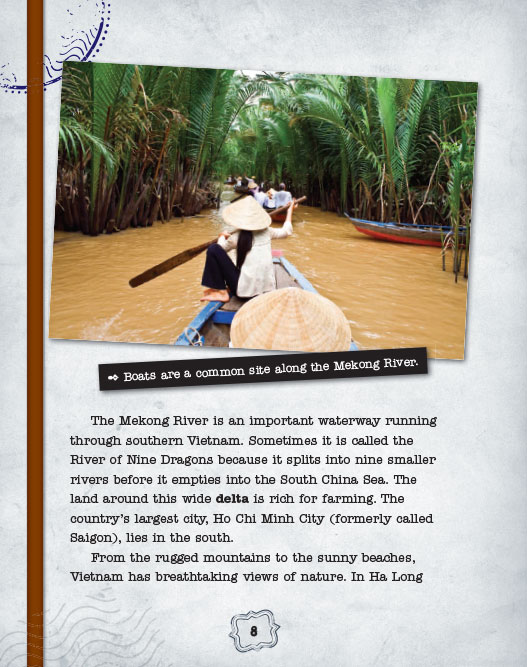 ➻ Boats are a common site along the Mekong River.
The Mekong River is an important waterway running
through southern Vietnam. Sometimes it is called the
River of Nine Dragons because it splits into nine smaller
rivers before it empties into the South China Sea. The
land around this wide delta is rich for farming. The
country's largest city, Ho Chi Minh City (formerly called
Saigon), lies in the south.
From the rugged mountains to the sunny beaches,
Vietnam has breathtaking views of nature. In Ha Long
8